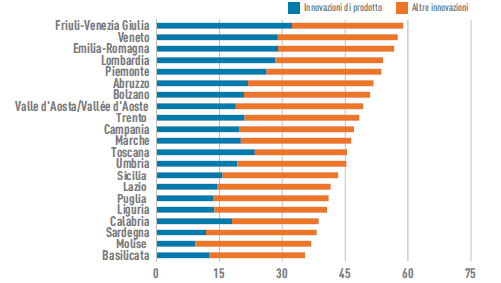 Innovazioni di prodotto Altre innovazioni
Friuli-Venezia Giulia
Veneto
Emilia-Romagna
Lombardia
Piemonte
Abruzzo
Bolzano
Valle d'Aosta/Vallée d'Aoste
Trento
Campania
Marche
Toscana
Umbria
Sicilia
Lazio
Puglia
Liguria
Calabria
Sardegna
Molise
Basilicata
0 15 30 45 60 75